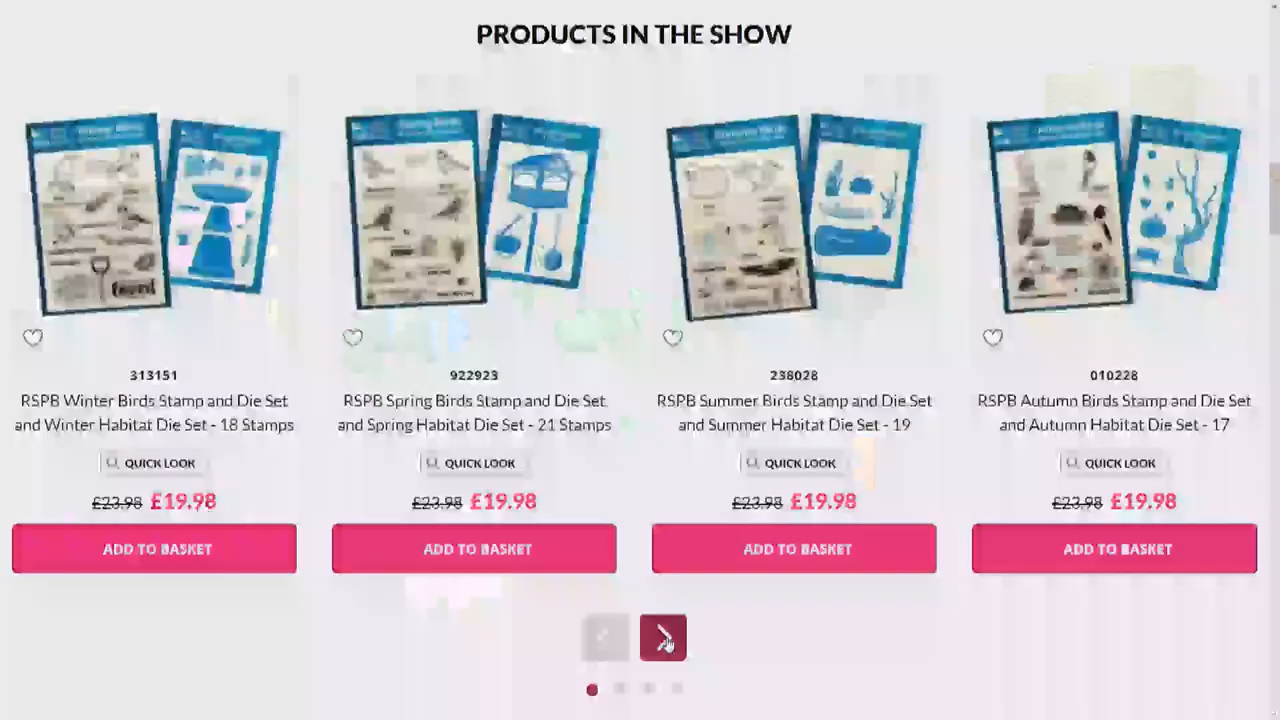 PRODUCTS IN THE SHOW
313151
RSPB Winter Birds Stamp and Die Set
and Winter Habitat Die Set - 18 Stamps
QUICK LOOK
£23.98 £19.98
ADD TO BASKET
922923
RSPB Spring Birds Stamp and Die Set
and Spring Habitat Die Set - 21 Stamps
QUICK LOOK
£23.98 £19.98
ADD TO BASKET
238028
RSPB Summer Birds Stamp and Die Set
and Summer Habitat Die Set - 19
QUICK LOOK
£23.98 £19.98
ADD TO BASKET
010228
RSPB Autumn Birds Stamp and Die Set
and Autumn Habitat Die Set - 17
QUICK LOOK
£23.98 £19.98
ADD TO BASKET